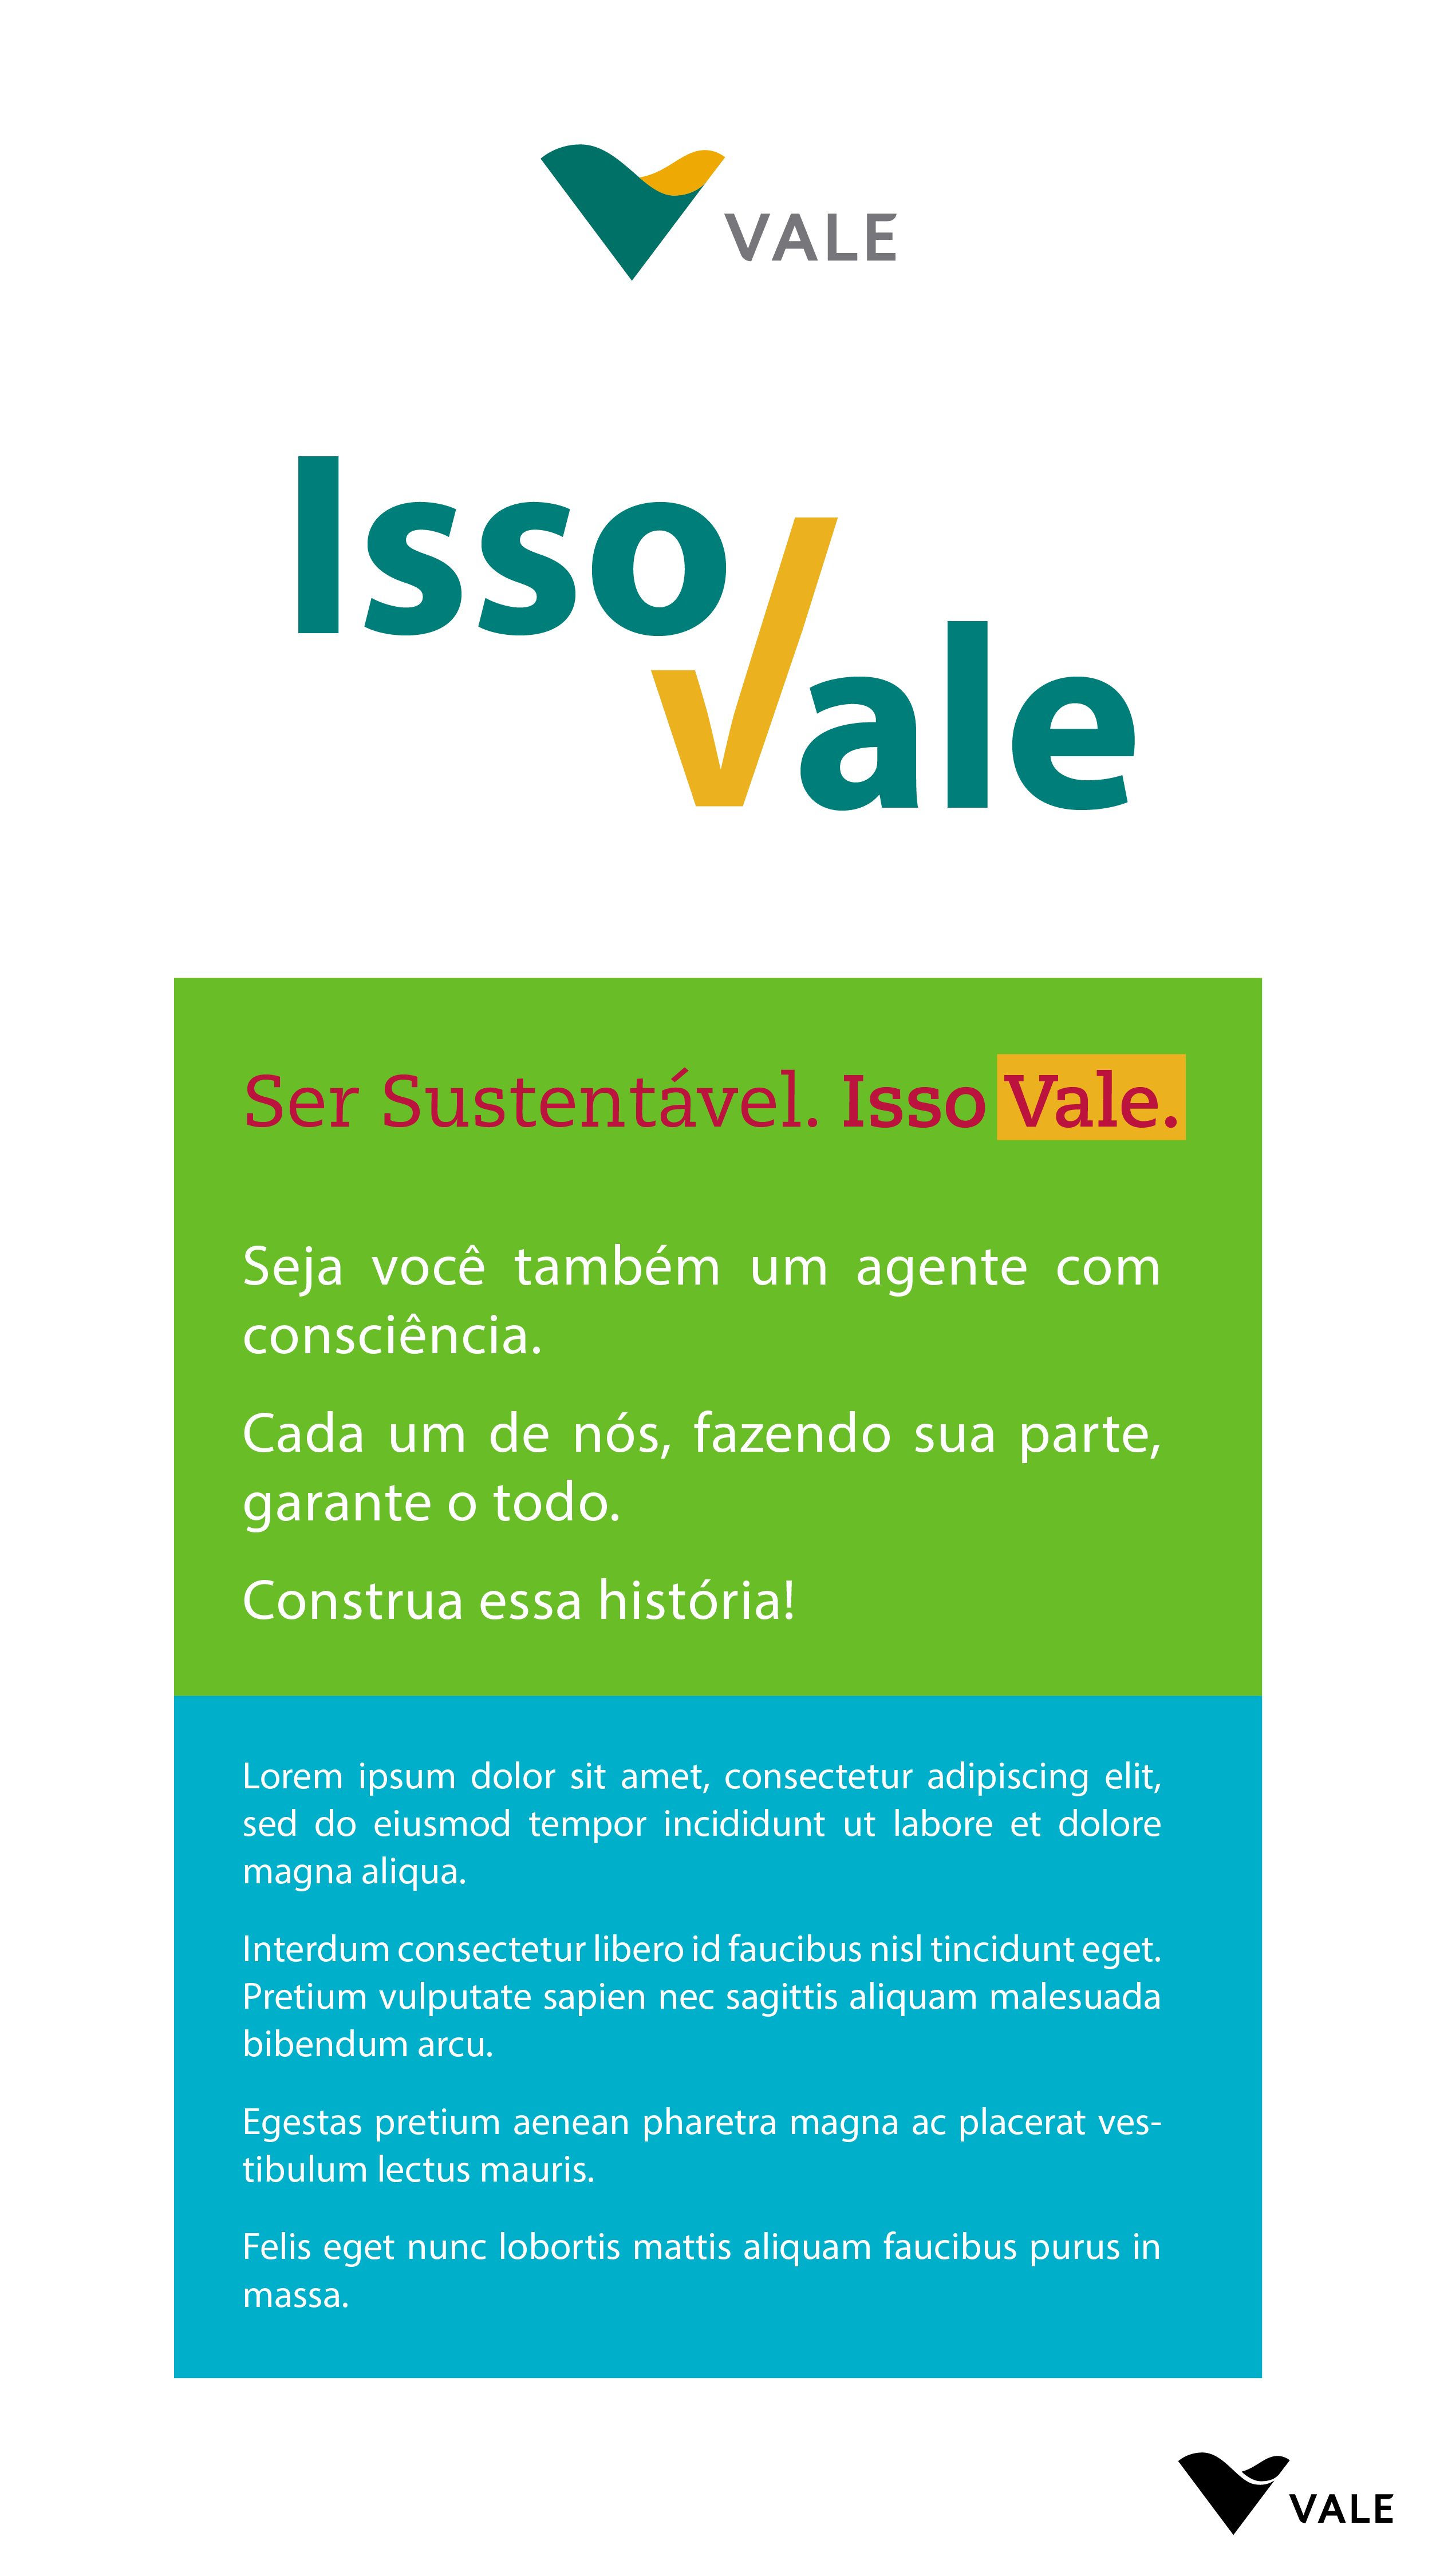 VALE
Isso
Vale
Ser Sustentável. Isso Vale.
Seja você também um agente com
consciência.
Cada um de nós, fazendo sua parte,
garante o todo.
Construa essa história!
Lorem ipsum dolor sit amet, consectetur adipiscing elit,
sed do eiusmod tempor incididunt ut labore et dolore
magna aliqua.
Interdum consectetur libero id faucibus nisl tincidunt eget.
Pretium vulputate sapien nec sagittis aliquam malesuada
bibendum arcu.
Egestas pretium aenean pharetra magna ac placerat ves-
tibulum lectus mauris.
Felis eget nunc lobortis mattis aliquam faucibus purus in
massa.
VALE